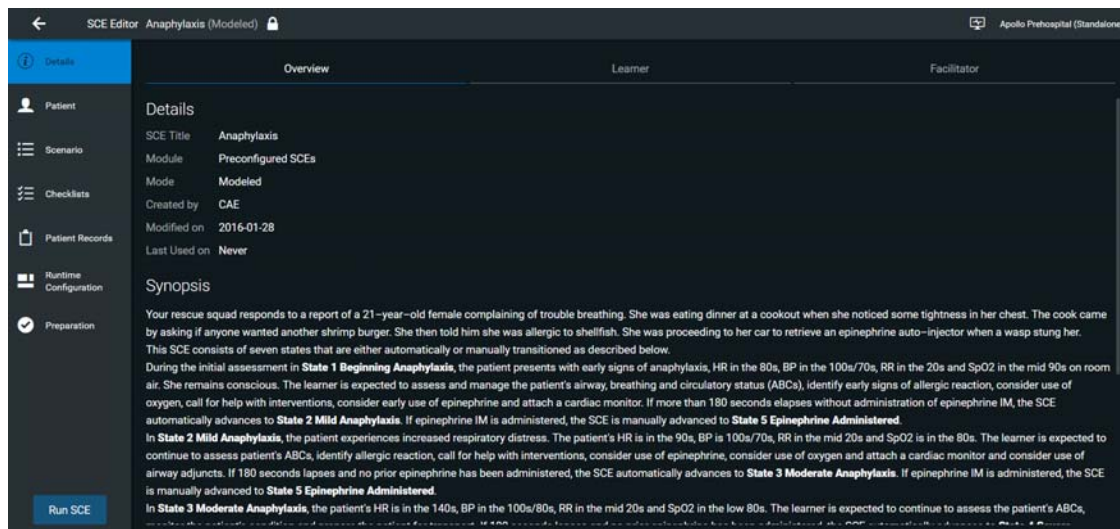 SCE Editor Anaphylaxis (Modeled)
Apollo Prehospital (Standalone
Details
Patient
Scenario
Checklists
Patient Records
Runtime
Configuration
Preparation
Run SCE
Overview
Learner
Facilitator
Details
SCE Title Anaphylaxis
Module Preconfigured SCEs
Mode Modeled
Created by CAE
Modified on 2016-01-28
Last Used on Never
Synopsis
Your rescue squad responds to a report of a 21-year-old female complaining of trouble breathing. She was eating dinner at a cookout when she noticed some tightness in her chest. The cook came
by asking if anyone wanted another shrimp burger. She then told him she was allergic to shellfish. She was proceeding to her car to retrieve an epinephrine auto-injector when a wasp stung her.
This SCE consists of seven states that are either automatically or manually transitioned as described below.
During the initial assessment in State 1 Beginning Anaphylaxis, the patient presents with early signs of anaphylaxis, HR in the 80s, BP in the 100s/70s, RR in the 20s and SpO2 in the mid 90s on room
air. She remains conscious. The learner is expected to assess and manage the patient's airway, breathing and circulatory status (ABCs), identify early signs of allergic reaction, consider use of
oxygen, call for help with interventions, consider early use of epinephrine and attach a cardiac monitor. If more than 180 seconds elapses without administration of epinephrine IM, the SCE
automatically advances to State 2 Mild Anaphylaxis. If epinephrine IM is administered, the SCE is manually advanced to State 5 Epinephrine Administered.
In State 2 Mild Anaphylaxis, the patient experiences increased respiratory distress. The patient's HR is in the 90s, BP is 100s/70s, RR in the mid 20s and SpO2 is in the 80s. The learner is expected to
continue to assess patient's ABCs, identify allergic reaction, call for help with interventions, consider use of epinephrine, consider use of oxygen and attach a cardiac monitor and consider use of
airway adjuncts. If 180 seconds lapses and no prior epinephrine has been administered, the SCE automatically advances to State 3 Moderate Anaphylaxis. If epinephrine IM is administered, the SCE
is manually advanced to State 5 Epinephrine Administered.
In State 3 Moderate Anaphylaxis, the patient's HR is in the 140s, BP in the 100s/80s, RR in the mid 20s and SpO2 in the low 80s. The learner is expected to continue to assess the patient's ABCs,